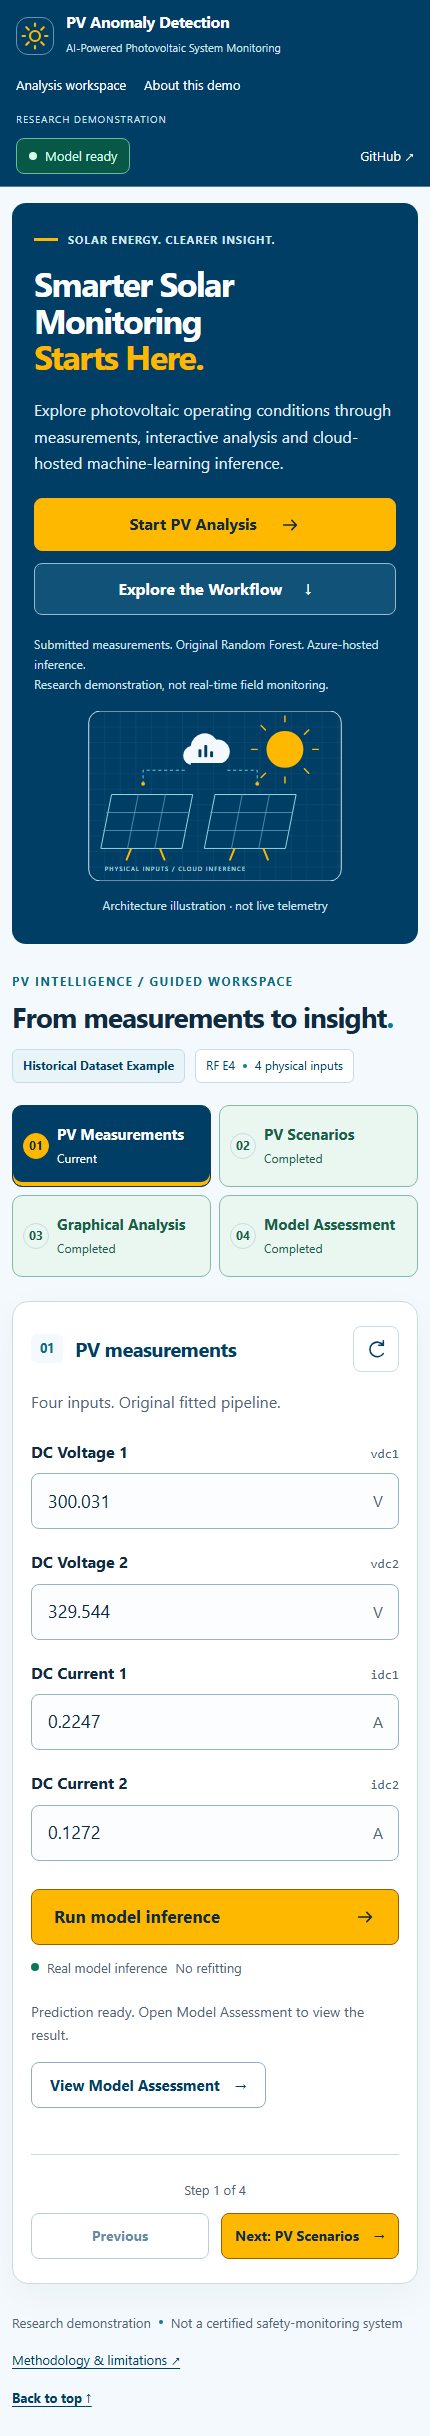 PV Anomaly Detection
AI-Powered Photovoltaic System Monitoring
Analysis workspace About this demo
RESEARCH DEMONSTRATION
Model ready
GitHub ↗
SOLAR ENERGY. CLEARER INSIGHT.
Smarter Solar
Monitoring
Starts Here.
Explore photovoltaic operating conditions through
measurements, interactive analysis and cloud-
hosted machine-learning inference.
Start PV Analysis →
Explore the Workflow ↓
Submitted measurements. Original Random Forest. Azure-hosted
inference.
Research demonstration, not real-time field monitoring.
PHYSICAL INPUTS / CLOUD INFERENCE
Architecture illustration · not live telemetry
PV INTELLIGENCE / GUIDED WORKSPACE
From measurements to insight.
Historical Dataset Example
RF E4 • 4 physical inputs
01 PV Measurements
Current
02 PV Scenarios
Completed
03 Graphical Analysis
Completed
04 Model Assessment
Completed
01 PV measurements
Four inputs. Original fitted pipeline.
DC Voltage 1 vdc1
300.031 V
DC Voltage 2 vdc2
329.544 V
DC Current 1 idc1
0.2247 A
DC Current 2 idc2
0.1272 A
Run model inference →
Real model inference No refitting
Prediction ready. Open Model Assessment to view the
result.
View Model Assessment →
Step 1 of 4
Previous
Next: PV Scenarios →
Research demonstration • Not a certified safety-monitoring system
Methodology & limitations ↗
Back to top ↑